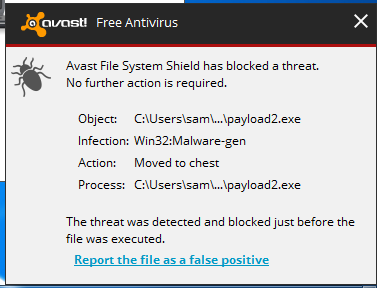 avast! Free Antivirus
Avast File System Shield has blocked a threat.
No further action is required.
Object: C:\Users\sam\...\payload2.exe
Infection: Win32:Malware-gen
Action: Moved to chest
Process: C:\Users\sam\...\payload2.exe
The threat was detected and blocked just before the
file was executed.
Report the file as a false positive